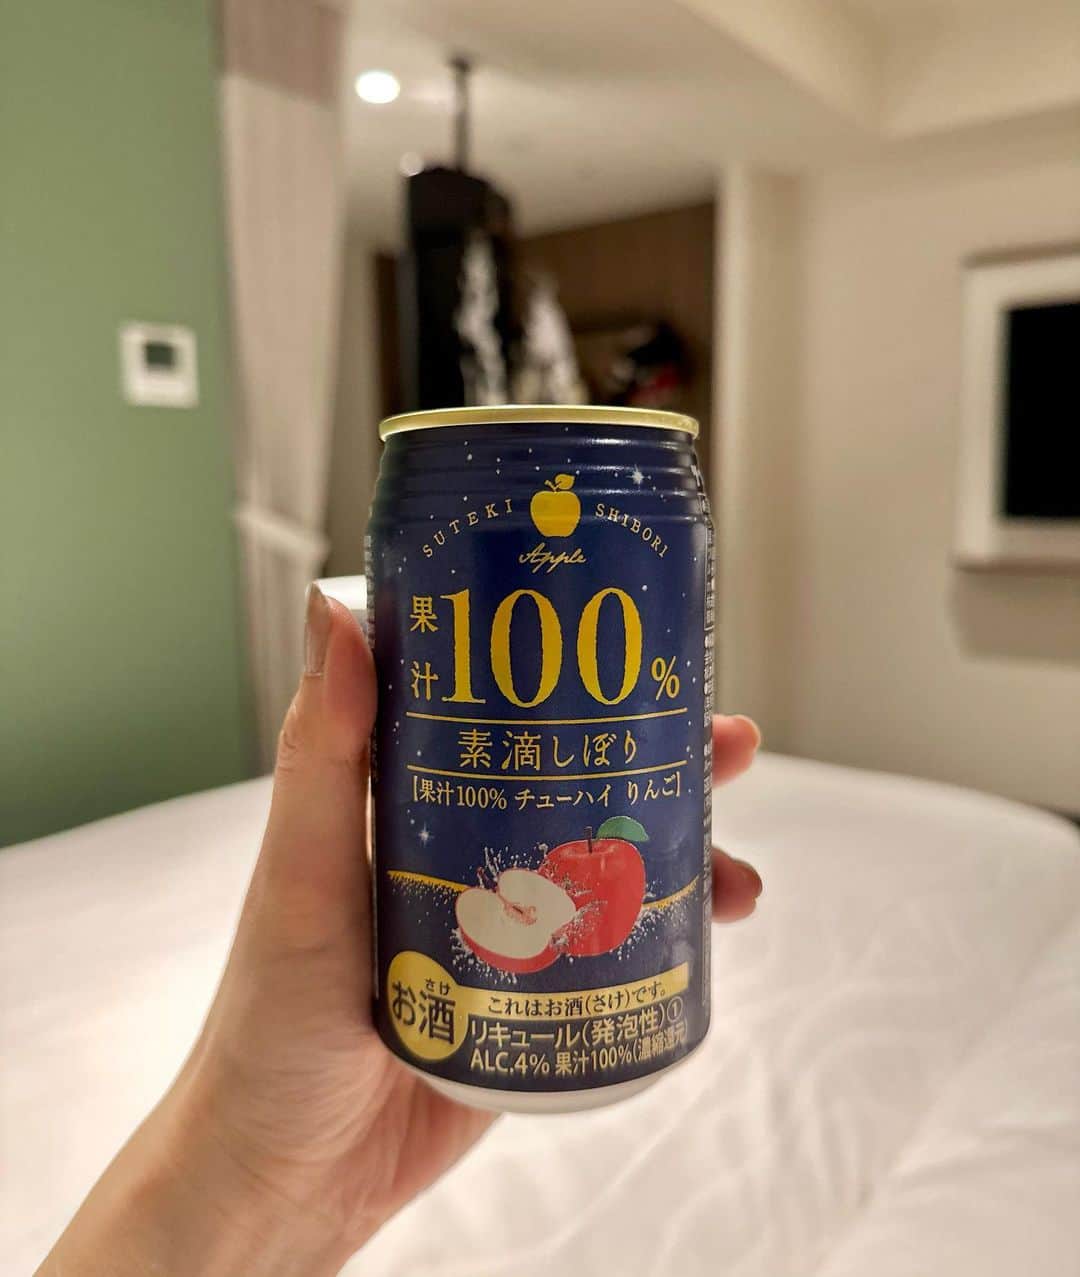 SUTEKI SHIBORI
Apple
果汁100%
素滴しぼり
【果汁100% チューハイ りんご】
お酒
さけ
これはお酒(さけ)です。
リキュール(発泡性)①
ALC.4% 果汁100%(濃縮還元)